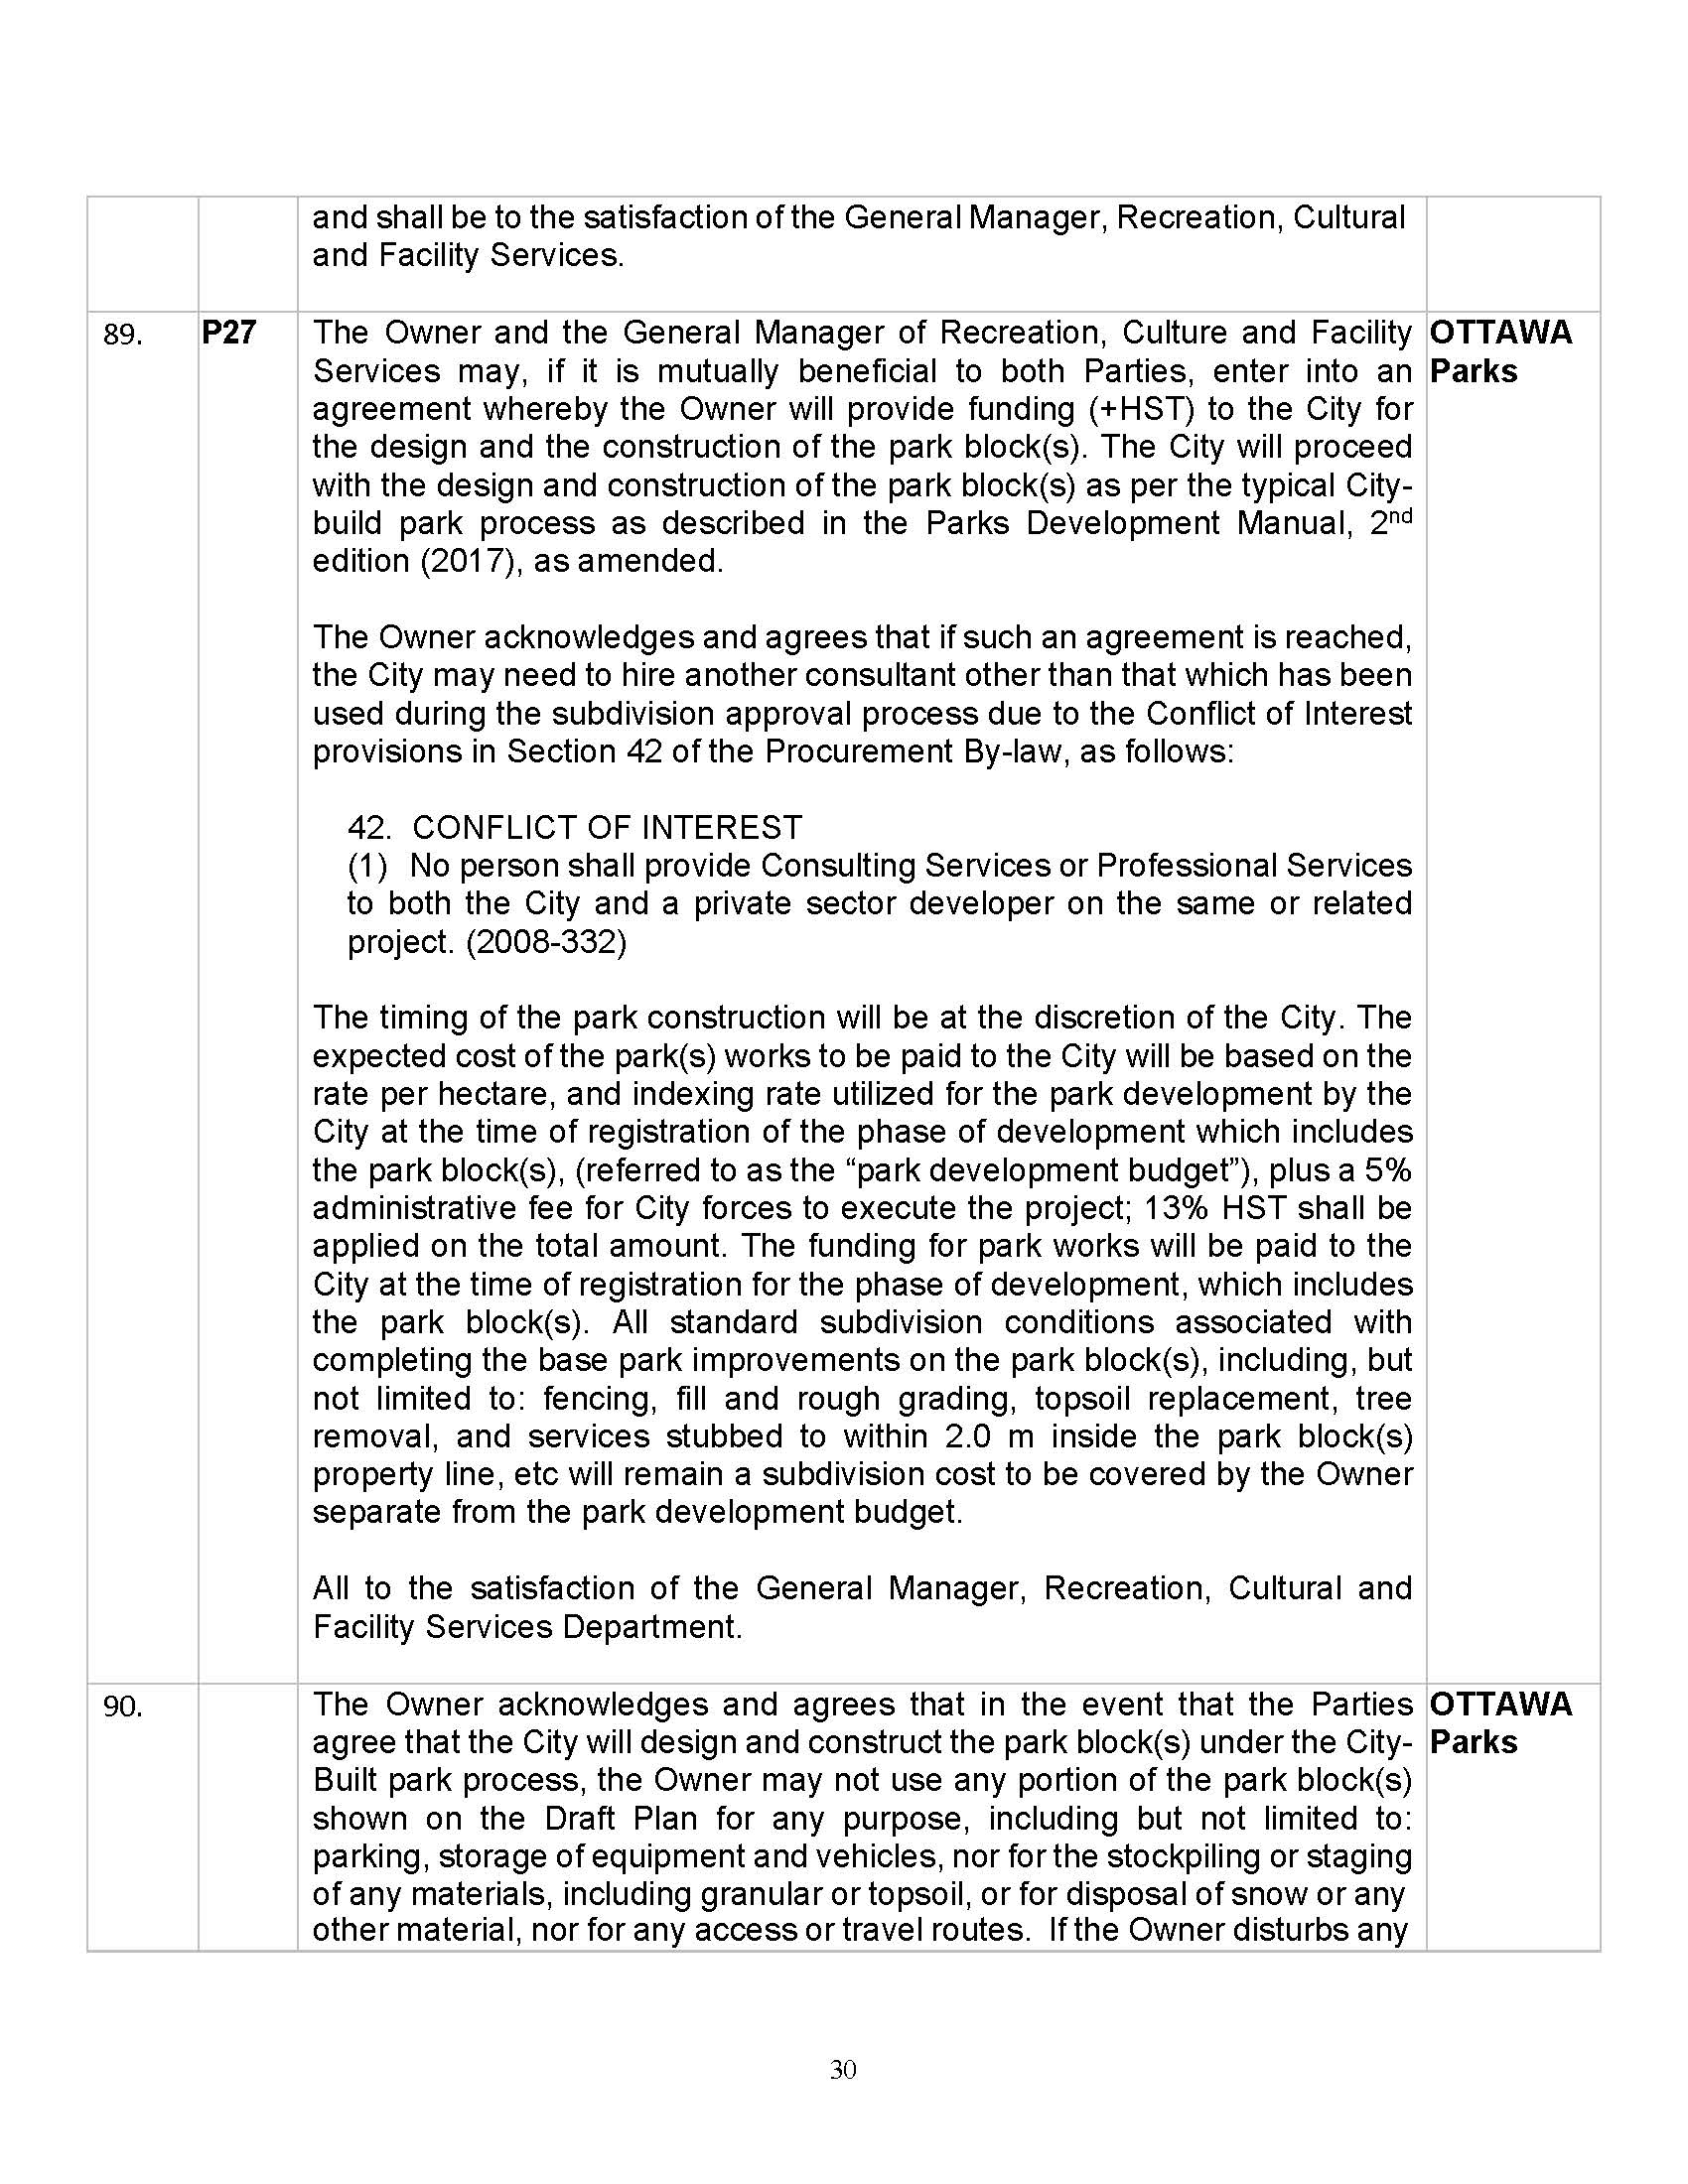 and shall be to the satisfaction of the General Manager, Recreation, Cultural
and Facility Services.
89.
P27
The Owner and the General Manager of Recreation, Culture and Facility
Services may, if it is mutually beneficial to both Parties, enter into an
agreement whereby the Owner will provide funding (+HST) to the City for
the design and the construction of the park block(s). The City will proceed
with the design and construction of the park block(s) as per the typical City-
build park process as described in the Parks Development Manual, 2nd
edition (2017), as amended.
The Owner acknowledges and agrees that if such an agreement is reached,
the City may need to hire another consultant other than that which has been
used during the subdivision approval process due to the Conflict of Interest
provisions in Section 42 of the Procurement By-law, as follows:
42. CONFLICT OF INTEREST
(1) No person shall provide Consulting Services or Professional Services
to both the City and a private sector developer on the same or related
project. (2008-332)
The timing of the park construction will be at the discretion of the City. The
expected cost of the park(s) works to be paid to the City will be based on the
rate per hectare, and indexing rate utilized for the park development by the
City at the time of registration of the phase of development which includes
the park block(s), (referred to as the “park development budget”), plus a 5%
administrative fee for City forces to execute the project; 13% HST shall be
applied on the total amount. The funding for park works will be paid to the
City at the time of registration for the phase of development, which includes
the park block(s). All standard subdivision conditions associated with
completing the base park improvements on the park block(s), including, but
not limited to: fencing, fill and rough grading, topsoil replacement, tree
removal, and services stubbed to within 2.0 m inside the park block(s)
property line, etc will remain a subdivision cost to be covered by the Owner
separate from the park development budget.
All to the satisfaction of the General Manager, Recreation, Cultural and
Facility Services Department.
OTTAWA
Parks
90.
The Owner acknowledges and agrees that in the event that the Parties
agree that the City will design and construct the park block(s) under the City-
Built park process, the Owner may not use any portion of the park block(s)
shown on the Draft Plan for any purpose, including but not limited to:
parking, storage of equipment and vehicles, nor for the stockpiling or staging
of any materials, including granular or topsoil, or for disposal of snow or any
other material, nor for any access or travel routes. If the Owner disturbs any
OTTAWA
Parks
30